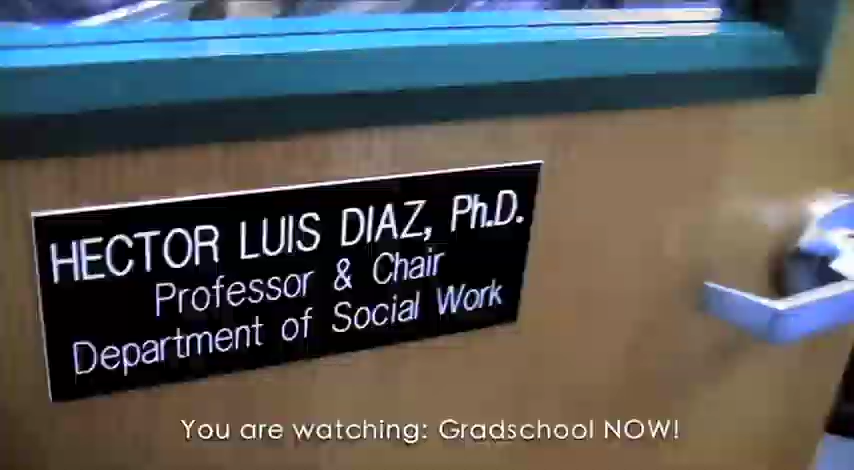 HECTOR LUIS DIAZ, Ph.D.
Professor & Chair
Department of Social Work
You are watching: Gradschool NOW!